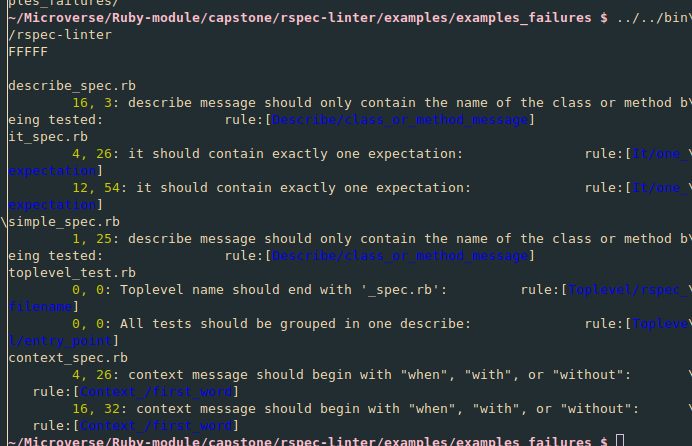 ples_failures/
~/Microverse/Ruby-module/capstone/rspec-linter/examples/examples_failures $ ../../bin\
/rspec-linter
FFFFF
describe_spec.rb
16, 3: describe message should only contain the name of the class or method b\
eing tested: rule:[Describe/class_or_method_message]
it_spec.rb
4, 26: it should contain exactly one expectation: rule:[It/one_\
expectation]
12, 54: it should contain exactly one expectation: rule:[It/one_\
expectation]
\simple_spec.rb
1, 25: describe message should only contain the name of the class or method b\
eing tested: rule:[Describe/class_or_method_message]
toplevel_test.rb
0, 0: Toplevel name should end with '_spec.rb': rule:[Toplevel/rspec_\
filename]
0, 0: All tests should be grouped in one describe: rule:[Topleve\
l/entry_point]
context_spec.rb
4, 26: context message should begin with "when", "with", or "without": \
rule:[Context_/first_word]
16, 32: context message should begin with "when", "with", or "without": \
rule:[Context_/first_word]
~/Microverse/Ruby-module/capstone/rspec-linter/examples/examples_failures $